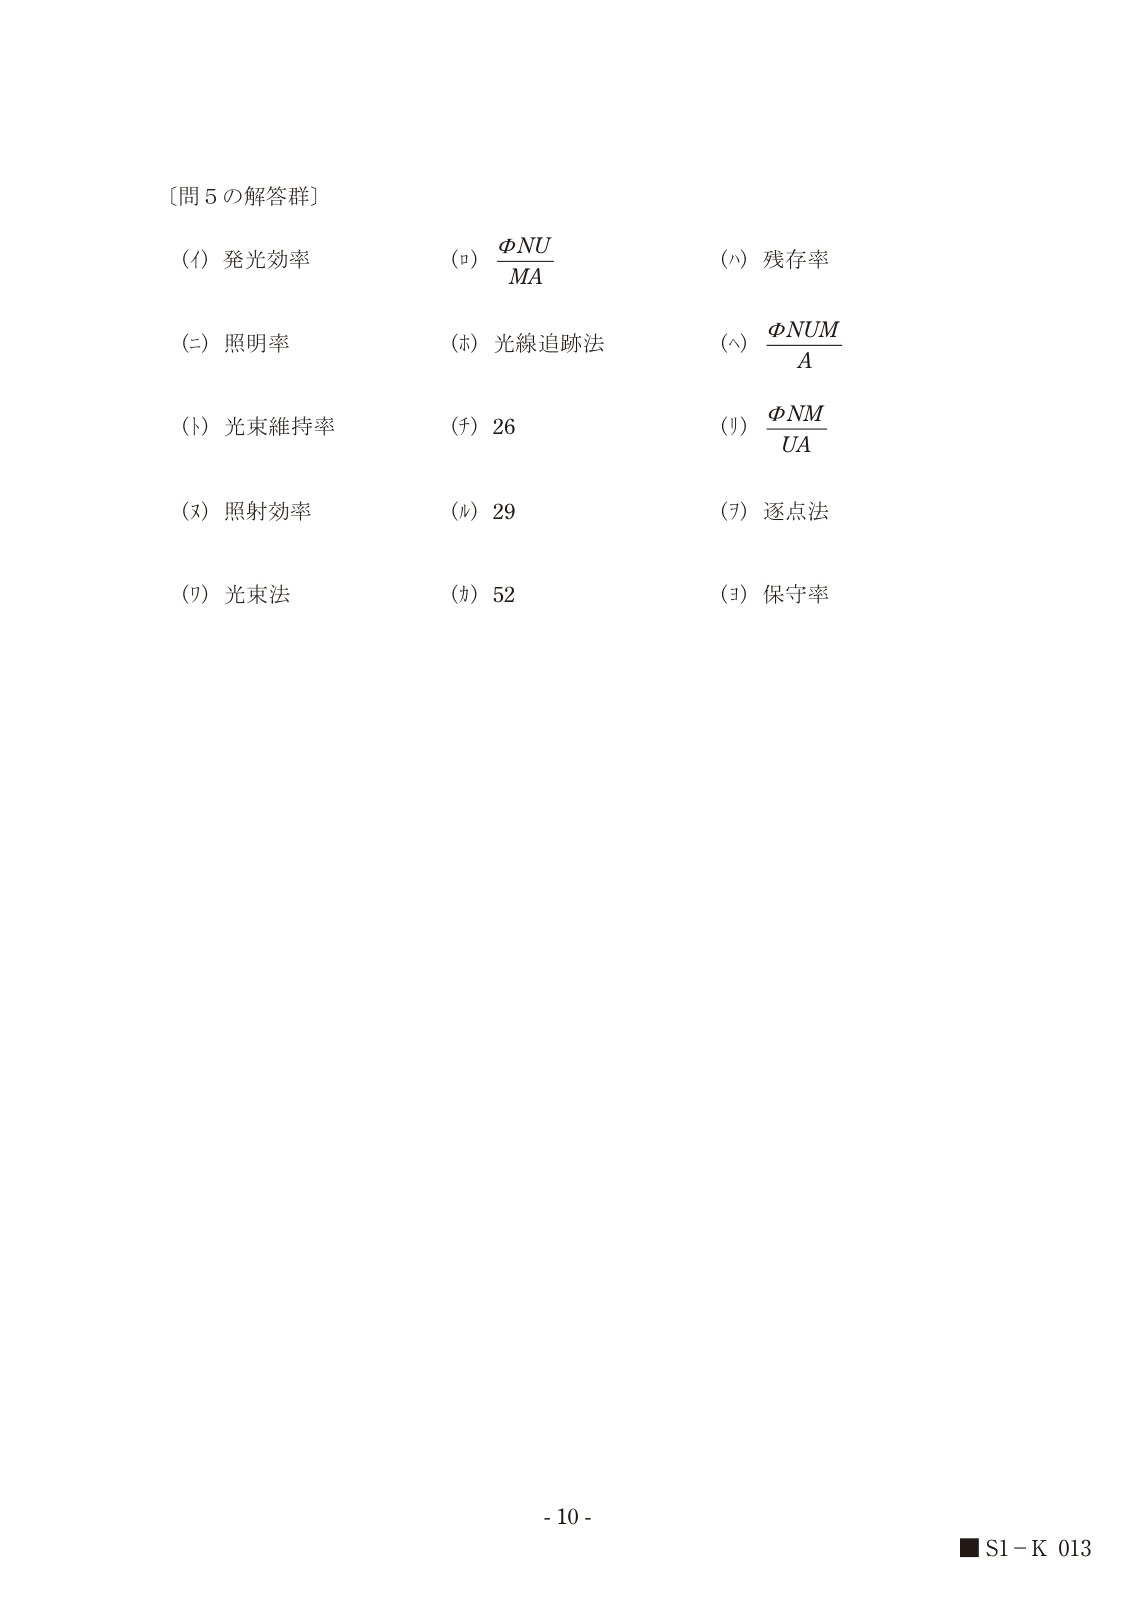 〔問５の解答群〕
(ｲ) 発光効率 (ﾛ) ΦNU/MA (ﾊ) 残存率
(ﾆ) 照明率 (ﾎ) 光線追跡法 (ﾍ) ΦNUM/A
(ﾄ) 光束維持率 (ﾁ) 26 (ﾘ) ΦNM/UA
(ﾇ) 照射効率 (ﾙ) 29 (ｦ) 逐点法
(ﾜ) 光束法 (ｶ) 52 (ﾖ) 保守率
- 10 -
■ S1－K 013